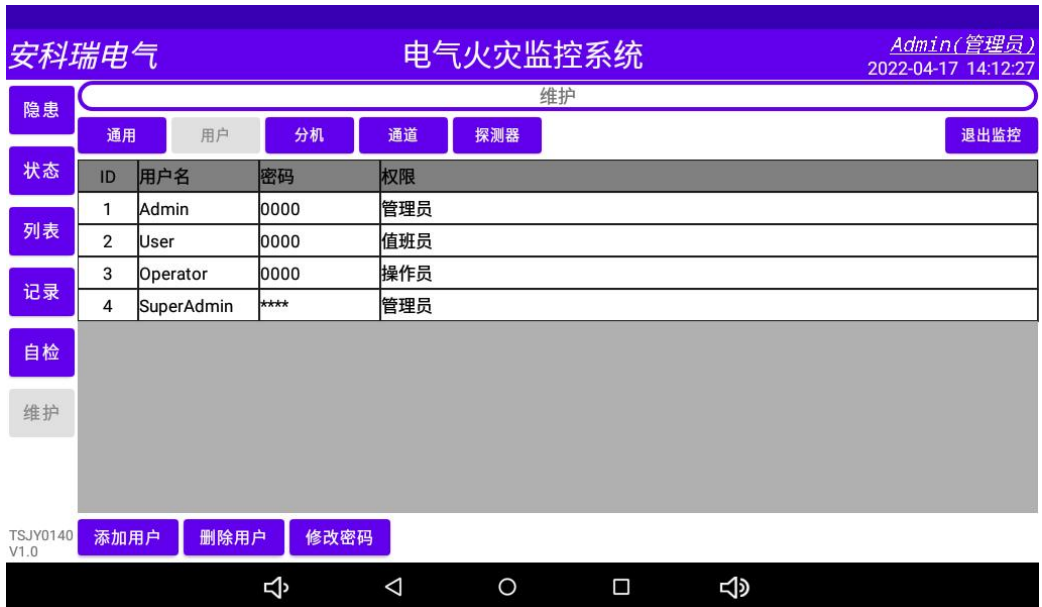 安科瑞电气 电气火灾监控系统 Admin(管理员)
2022-04-17 14:12:27
维护
隐患
通用 用户 分机 通道 探测器 退出监控
状态
列表
记录
自检
维护
ID 用户名 密码 权限
1 Admin 0000 管理员
2 User 0000 值班员
3 Operator 0000 操作员
4 SuperAdmin **** 管理员
TSJY0140
V1.0
添加用户 删除用户 修改密码